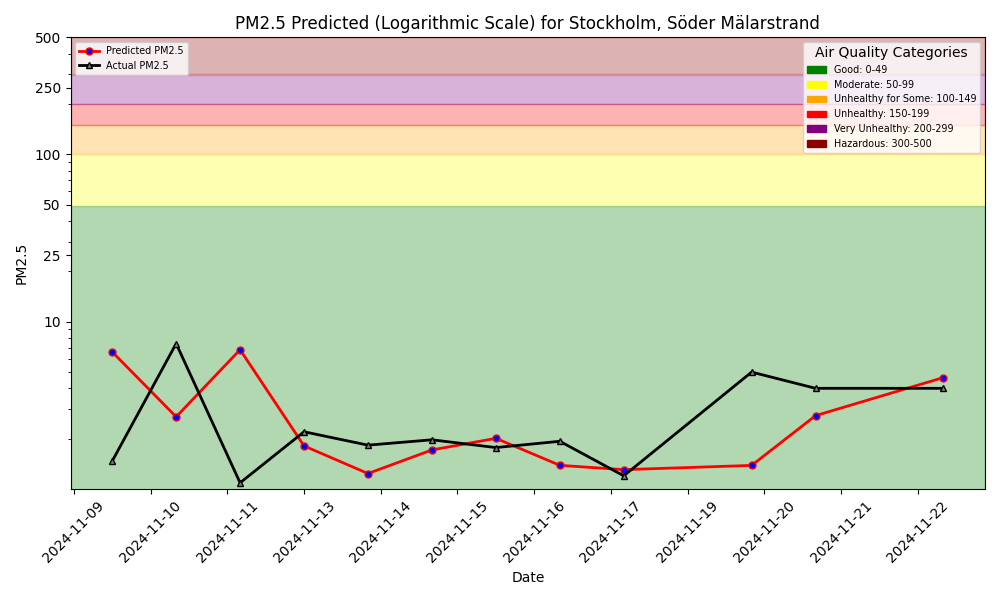 PM2.5 Predicted (Logarithmic Scale) for Stockholm, Söder Mälarstrand
Predicted PM2.5
Actual PM2.5
Air Quality Categories
Good: 0-49
Moderate: 50-99
Unhealthy for Some: 100-149
Unhealthy: 150-199
Very Unhealthy: 200-299
Hazardous: 300-500
500
250
100
50
25
10
PM2.5
2024-11-09
2024-11-10
2024-11-11
2024-11-13
2024-11-14
2024-11-15
2024-11-16
2024-11-17
2024-11-19
2024-11-20
2024-11-21
2024-11-22
Date